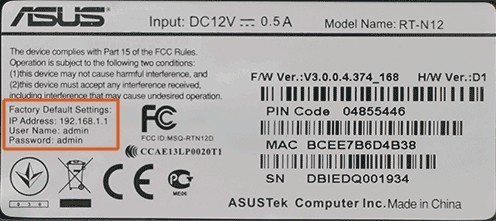 ASUS
Input: DC12V ⎓ 0.5A
Model Name: RT-N12
The device complies with Part 15 of the FCC Rules.
Operation is subject to the following two conditions:
(1)this device may not cause harmful interference, and
(2)this device must accept any interference received,
including interference that may cause undesired operation.
F/W Ver.:V3.0.0.4.374_168
H/W Ver.:D1
Factory Default Settings:
IP Address: 192.168.1.1
User Name: admin
Password: admin
FC
FCC ID:MSQ-RTN12D
CCAE13LP0020T1
PIN Code 04855446
MAC BCEE7B6D4B38
SN DBIEDQ001934
030
CE
ME06
ASUSTek Computer Inc./Made in China